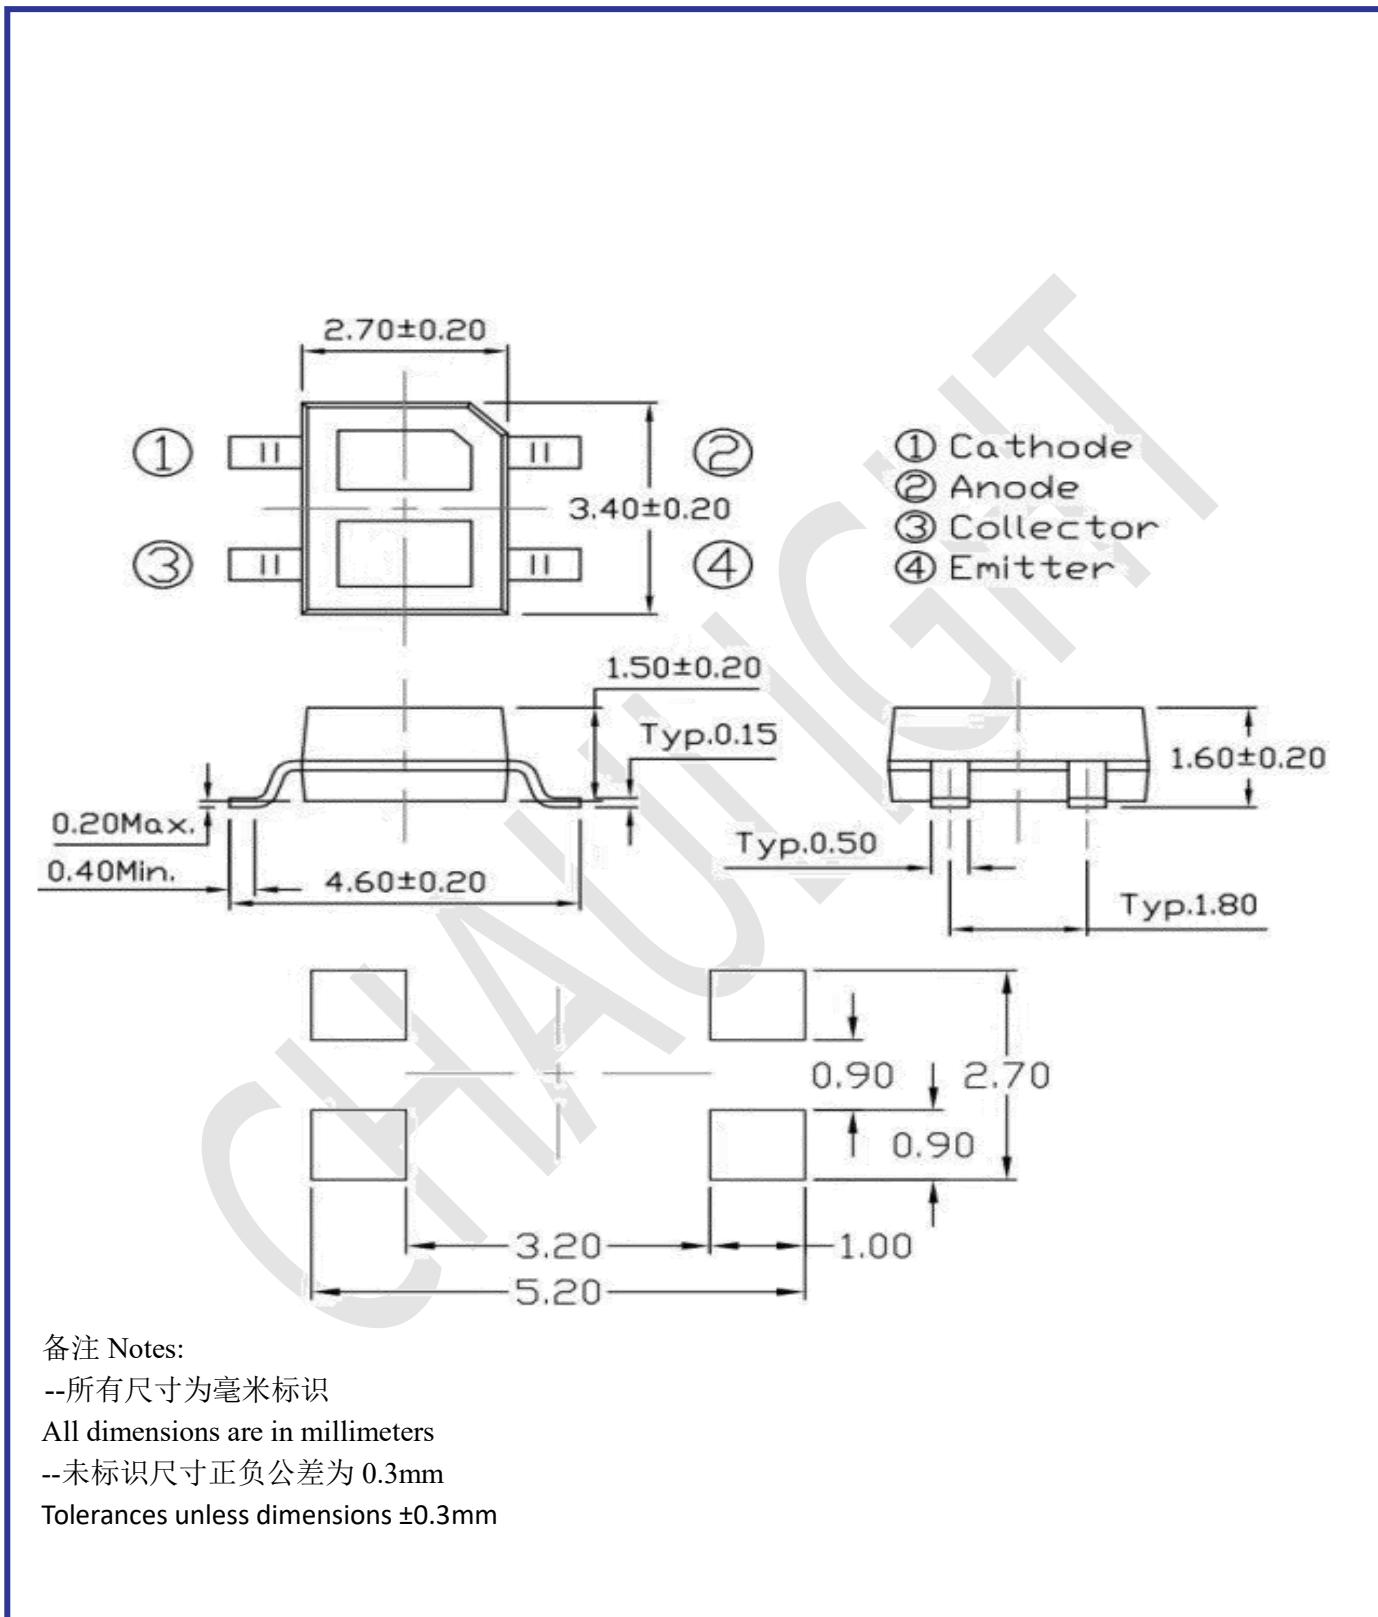 2.70±0.20
① ②
3.40±0.20
③ ④
① Cathode
② Anode
③ Collector
④ Emitter
1.50±0.20
Typ.0.15
0.20Max.
0.40Min.
4.60±0.20
1.60±0.20
Typ.0.50
Typ.1.80
0.90
2.70
0.90
3.20
1.00
5.20
CHAULIGHT
备注 Notes:
--所有尺寸为毫米标识
All dimensions are in millimeters
--未标识尺寸正负公差为 0.3mm
Tolerances unless dimensions ±0.3mm